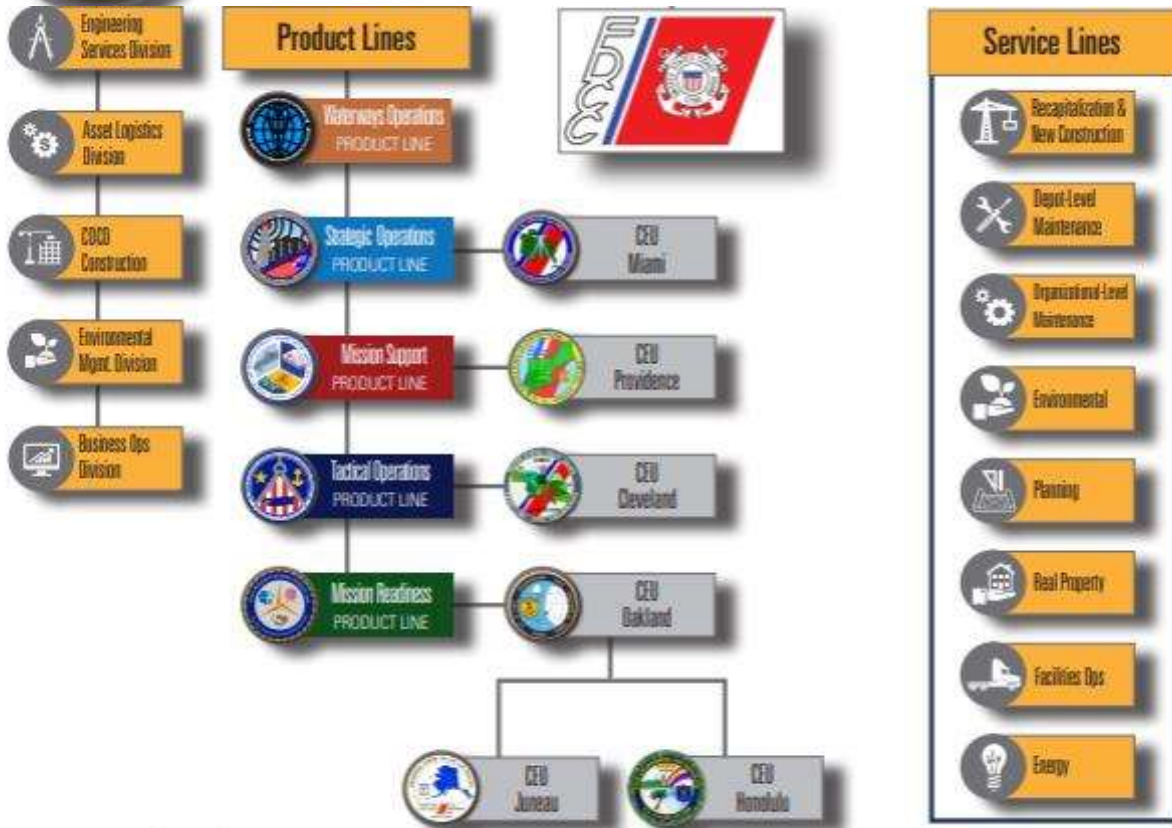 Engineering
Services Division
Asset Logistics
Division
COCO
Construction
Environmental
Mgmt. Division
Business Ops
Division
Product Lines
Waterways Operations
PRODUCT LINE
Strategic Operations
PRODUCT LINE
Mission Support
PRODUCT LINE
Tactical Operations
PRODUCT LINE
Mission Readiness
PRODUCT LINE
FDCC
CEU
Miami
CEU
Providence
CEU
Cleveland
CEU
Oakland
CEU
Juneau
CEU
Honolulu
Service Lines
Recapitalization &
New Construction
Depot-Level
Maintenance
Organizational-Level
Maintenance
Environmental
Planning
Real Property
Facilities Ops
Energy